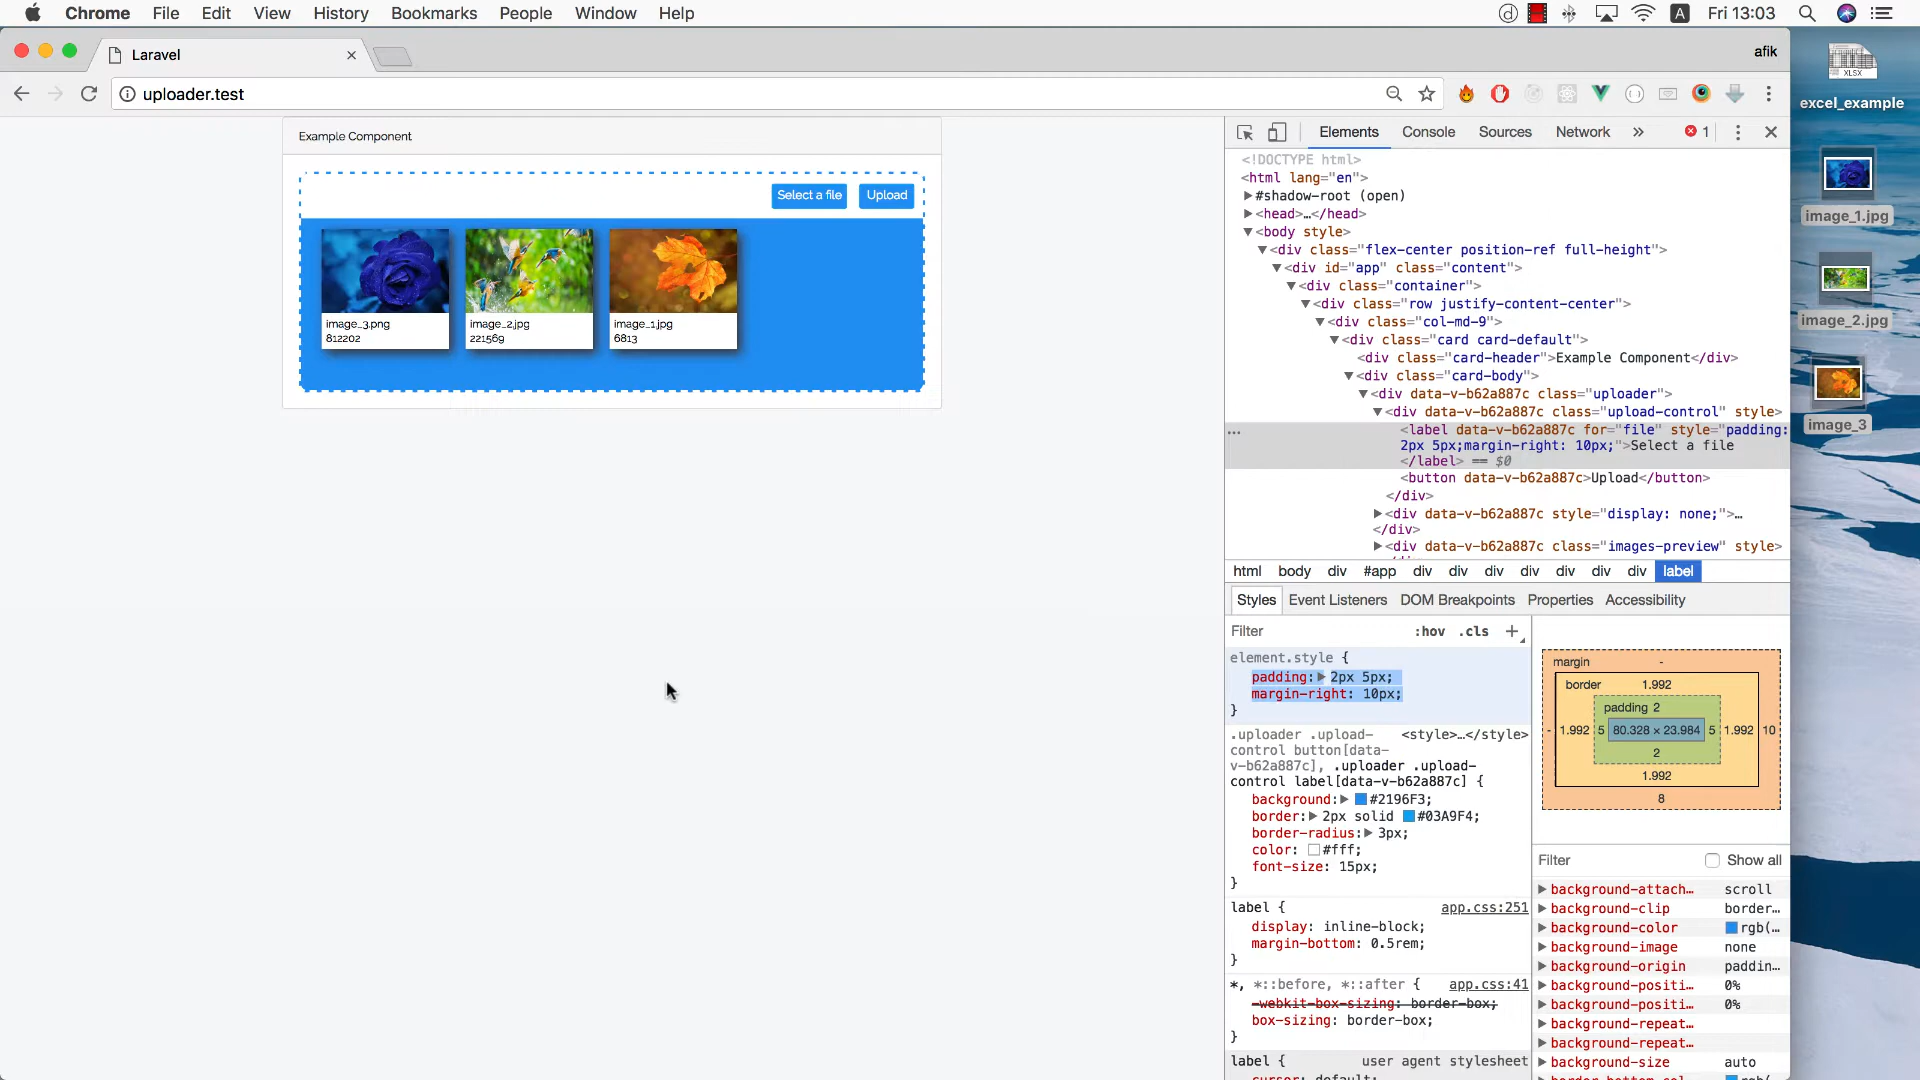 Chrome File Edit View History Bookmarks People Window Help A Fri 13:03
Laravel × afik
uploader.test
XLSX
excel_example
image_1.jpg
image_2.jpg
image_3
Example Component
Select a file Upload
image_3.png image_2.jpg image_1.jpg
812202 221569 6813
Elements Console Sources Network » 1
<!DOCTYPE html>
<html lang="en">
▶#shadow-root (open)
▶<head>…</head>
▼<body style>
▼<div class="flex-center position-ref full-height">
▼<div id="app" class="content">
▼<div class="container">
▼<div class="row justify-content-center">
▼<div class="col-md-9">
▼<div class="card card-default">
<div class="card-header">Example Component</div>
▼<div class="card-body">
▼<div data-v-b62a887c class="uploader">
▼<div data-v-b62a887c class="upload-control" style>
… <label data-v-b62a887c for="file" style="padding:
2px 5px;margin-right: 10px;">Select a file
</label> == $0
<button data-v-b62a887c>Upload</button>
</div>
▶<div data-v-b62a887c style="display: none;">…
</div>
▶<div data-v-b62a887c class="images-preview" style>
html body div #app div div div div div div div label
Styles Event Listeners DOM Breakpoints Properties Accessibility
Filter :hov .cls +
element.style {
padding:▶ 2px 5px;
margin-right: 10px;
}
.uploader .upload- <style>…</style>
control button[data-
v-b62a887c], .uploader .upload-
control label[data-v-b62a887c] {
background:▶ #2196F3;
border:▶ 2px solid #03A9F4;
border-radius:▶ 3px;
color: #fff;
font-size: 15px;
}
label { app.css:251
display: inline-block;
margin-bottom: 0.5rem;
}
*, *::before, *::after { app.css:41
-webkit-box-sizing: border-box;
box-sizing: border-box;
}
label { user agent stylesheet
cursor: default;
margin -
border 1.992
padding 2
- 1.992 5 80.328 × 23.984 5 1.992 10
2
1.992
8
Filter Show all
▶ background-attach… scroll
▶ background-clip border…
▶ background-color rgb(…
▶ background-image none
▶ background-origin paddin…
▶ background-positi… 0%
▶ background-positi… 0%
▶ background-repeat…
▶ background-repeat…
▶ background-size auto